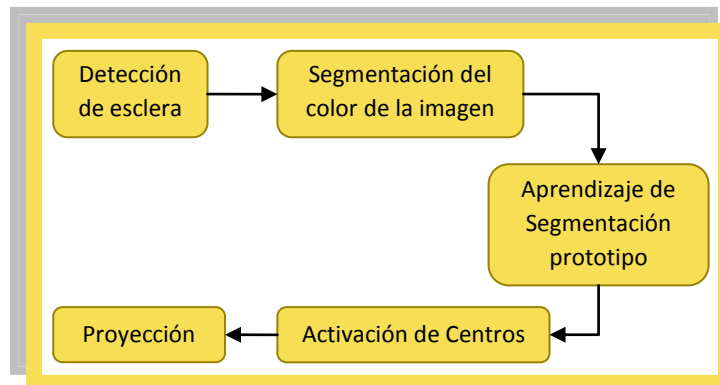 Detección
de esclera
Segmentación del
color de la imagen
Aprendizaje de
Segmentación
prototipo
Activación de Centros
Proyección